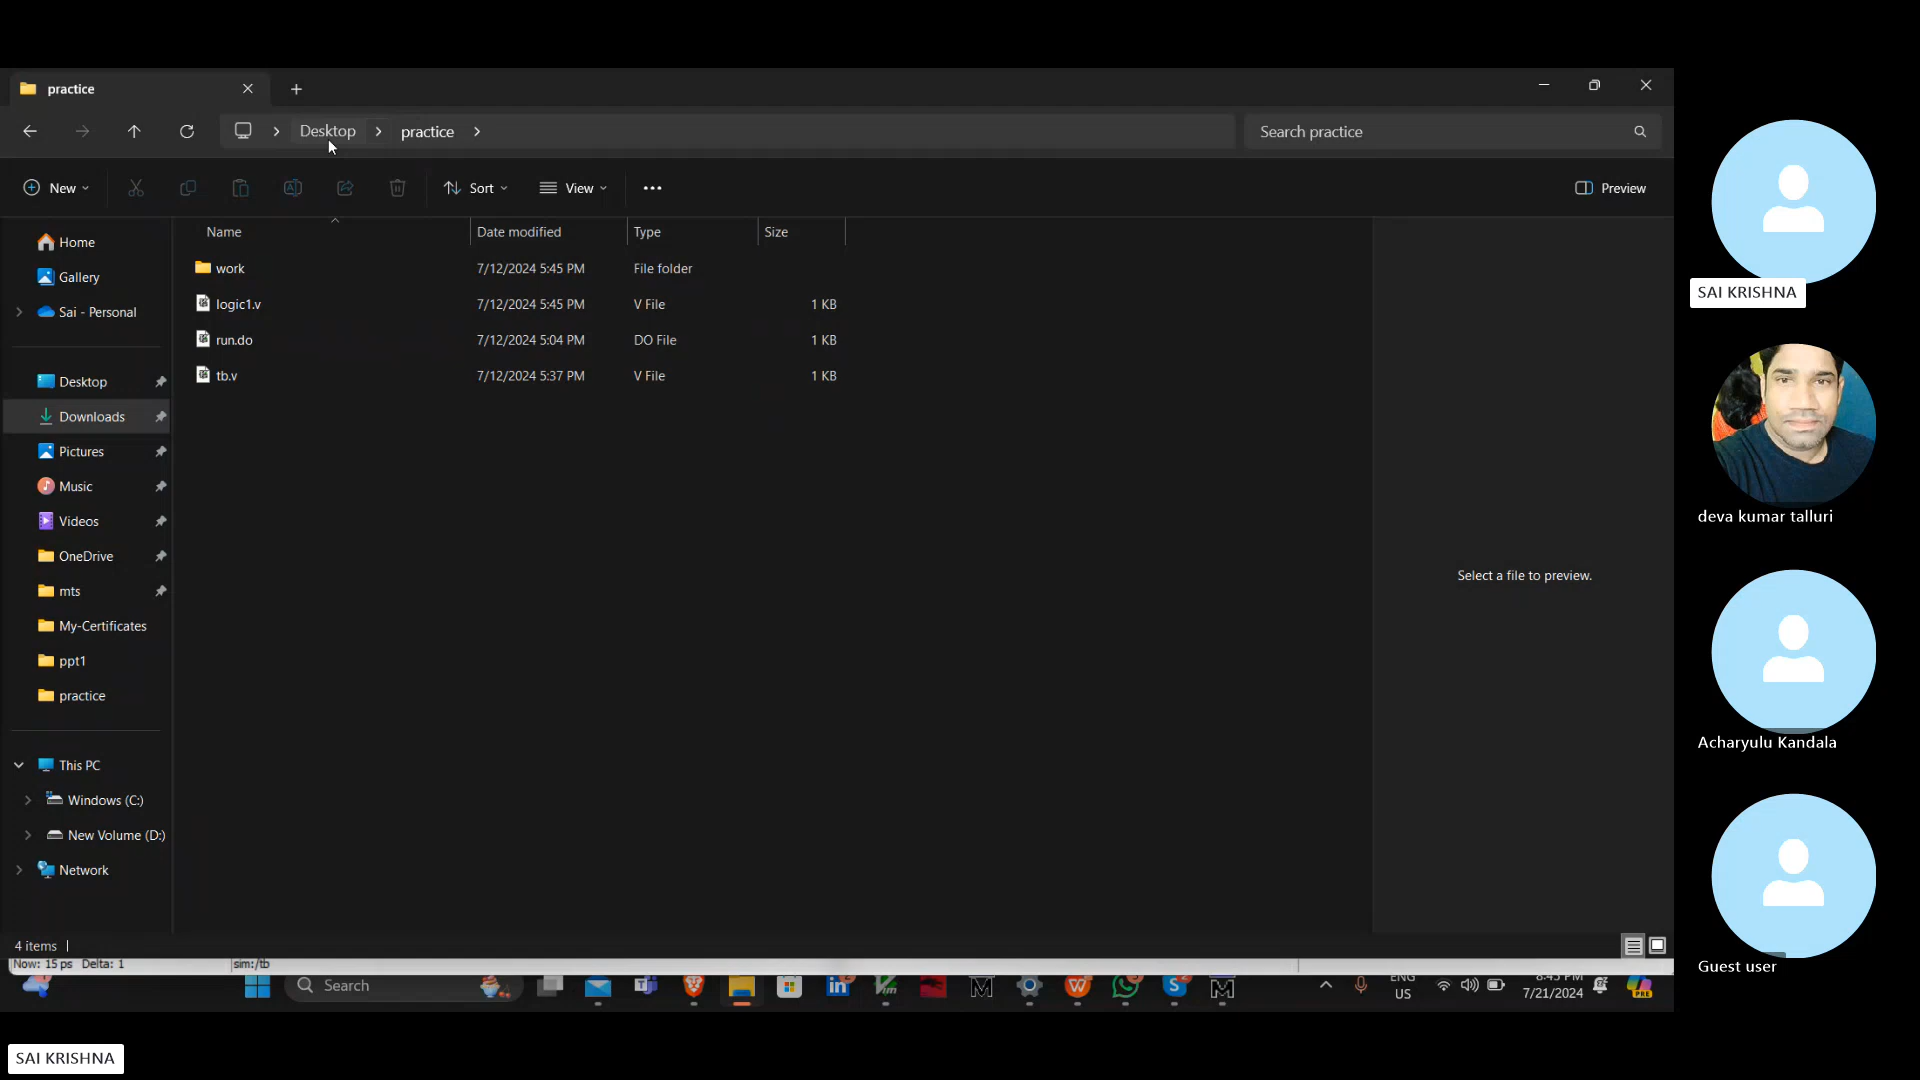 practice
Desktop
practice
Search practice
New
Sort
View
Preview
Name
Date modified
Type
Size
work
7/12/2024 5:45 PM
File folder
logic1.v
7/12/2024 5:45 PM
V File
1 KB
run.do
7/12/2024 5:04 PM
DO File
1 KB
tb.v
7/12/2024 5:37 PM
V File
1 KB
Home
Gallery
Sai - Personal
Desktop
Downloads
Pictures
Music
Videos
OneDrive
mts
My-Certificates
ppt1
practice
This PC
Windows (C:)
New Volume (D:)
Network
Select a file to preview.
4 items
Now: 15 ps Delta: 1
sim:/tb
Search
ENG
US
8:45 PM
7/21/2024
SAI KRISHNA
deva kumar talluri
Acharyulu Kandala
Guest user
SAI KRISHNA